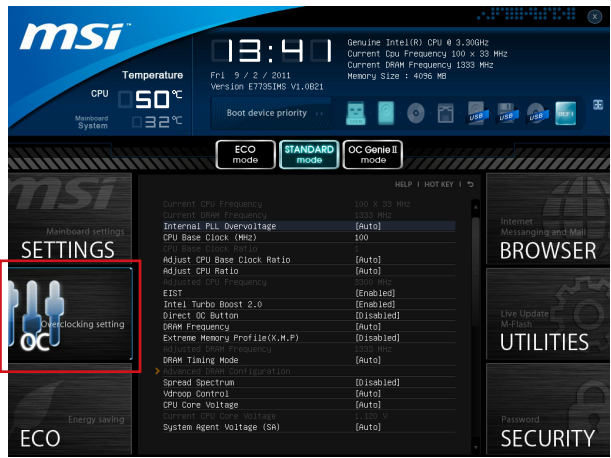 msi
Temperature
CPU 50°C
Mainboard
System 32°C
13:41
Fri 9 / 2 / 2011
Version E7735IMS V1.0B21
Boot device priority
Genuine Intel(R) CPU @ 3.30GHz
Current Cpu Frequency 100 x 33 MHz
Current DRAM Frequency 1333 MHz
Memory Size : 4096 MB
USB USB USB UEFI
ECO mode
STANDARD mode
OC Genie II mode
HELP | HOT KEY |
msi
Mainboard settings
SETTINGS
Overclocking setting
OC
Energy saving
ECO
Current CPU Frequency 100 X 33 MHz
Current DRAM Frequency 1333 MHz
Internal PLL Overvoltage [Auto]
CPU Base Clock (MHz) 100
CPU Base Clock Ratio 1
Adjust CPU Base Clock Ratio [Auto]
Adjust CPU Ratio [Auto]
Adjusted CPU Frequency 3300 MHz
EIST [Enabled]
Intel Turbo Boost 2.0 [Enabled]
Direct OC Button [Disabled]
DRAM Frequency [Auto]
Extreme Memory Profile(X.M.P) [Disabled]
Adjusted DRAM Frequency 1333 MHz
DRAM Timing Mode [Auto]
Advanced DRAM Configuration
Spread Spectrum [Disabled]
Vdroop Control [Auto]
CPU Core Voltage [Auto]
Current CPU Core Voltage 1.120 V
System Agent Voltage (SA) [Auto]
Internet
Messanging and Mail
BROWSER
Live Update
M-Flash
UTILITIES
Password
SECURITY